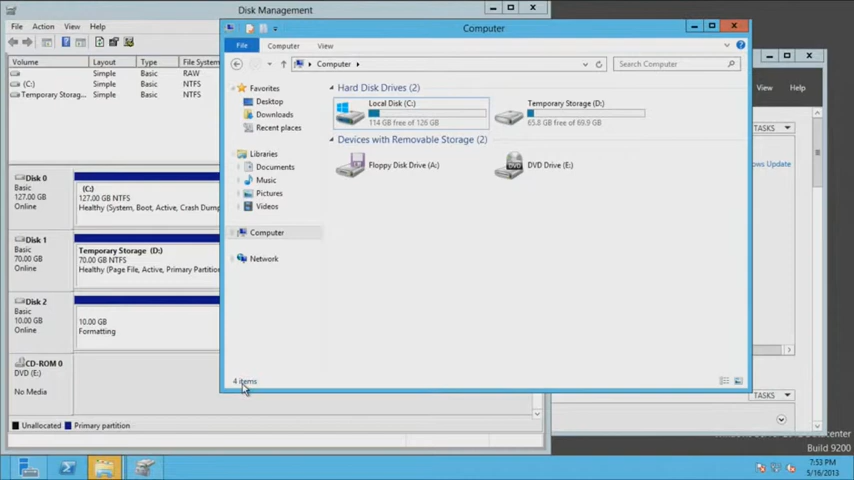 Disk Management
File Action View Help
Volume Layout Type File System
Simple Basic RAW
(C:) Simple Basic NTFS
Temporary Storag... Simple Basic NTFS
Disk 0
Basic
127.00 GB
Online
(C:)
127.00 GB NTFS
Healthy (System, Boot, Active, Crash Dump
Disk 1
Basic
70.00 GB
Online
Temporary Storage (D:)
70.00 GB NTFS
Healthy (Page File, Active, Primary Partition
Disk 2
Basic
10.00 GB
Online
10.00 GB
Formatting
CD-ROM 0
DVD (E:)
No Media
Unallocated Primary partition
Computer
File Computer View
Computer
Search Computer
Favorites
Desktop
Downloads
Recent places
Libraries
Documents
Music
Pictures
Videos
Computer
Network
Hard Disk Drives (2)
Local Disk (C:)
114 GB free of 126 GB
Temporary Storage (D:)
65.8 GB free of 69.9 GB
Devices with Removable Storage (2)
Floppy Disk Drive (A:)
DVD Drive (E:)
DVD
4 items
View Help
TASKS
Windows Update
TASKS
Datacenter
Build 9200
7:53 PM
5/16/2013